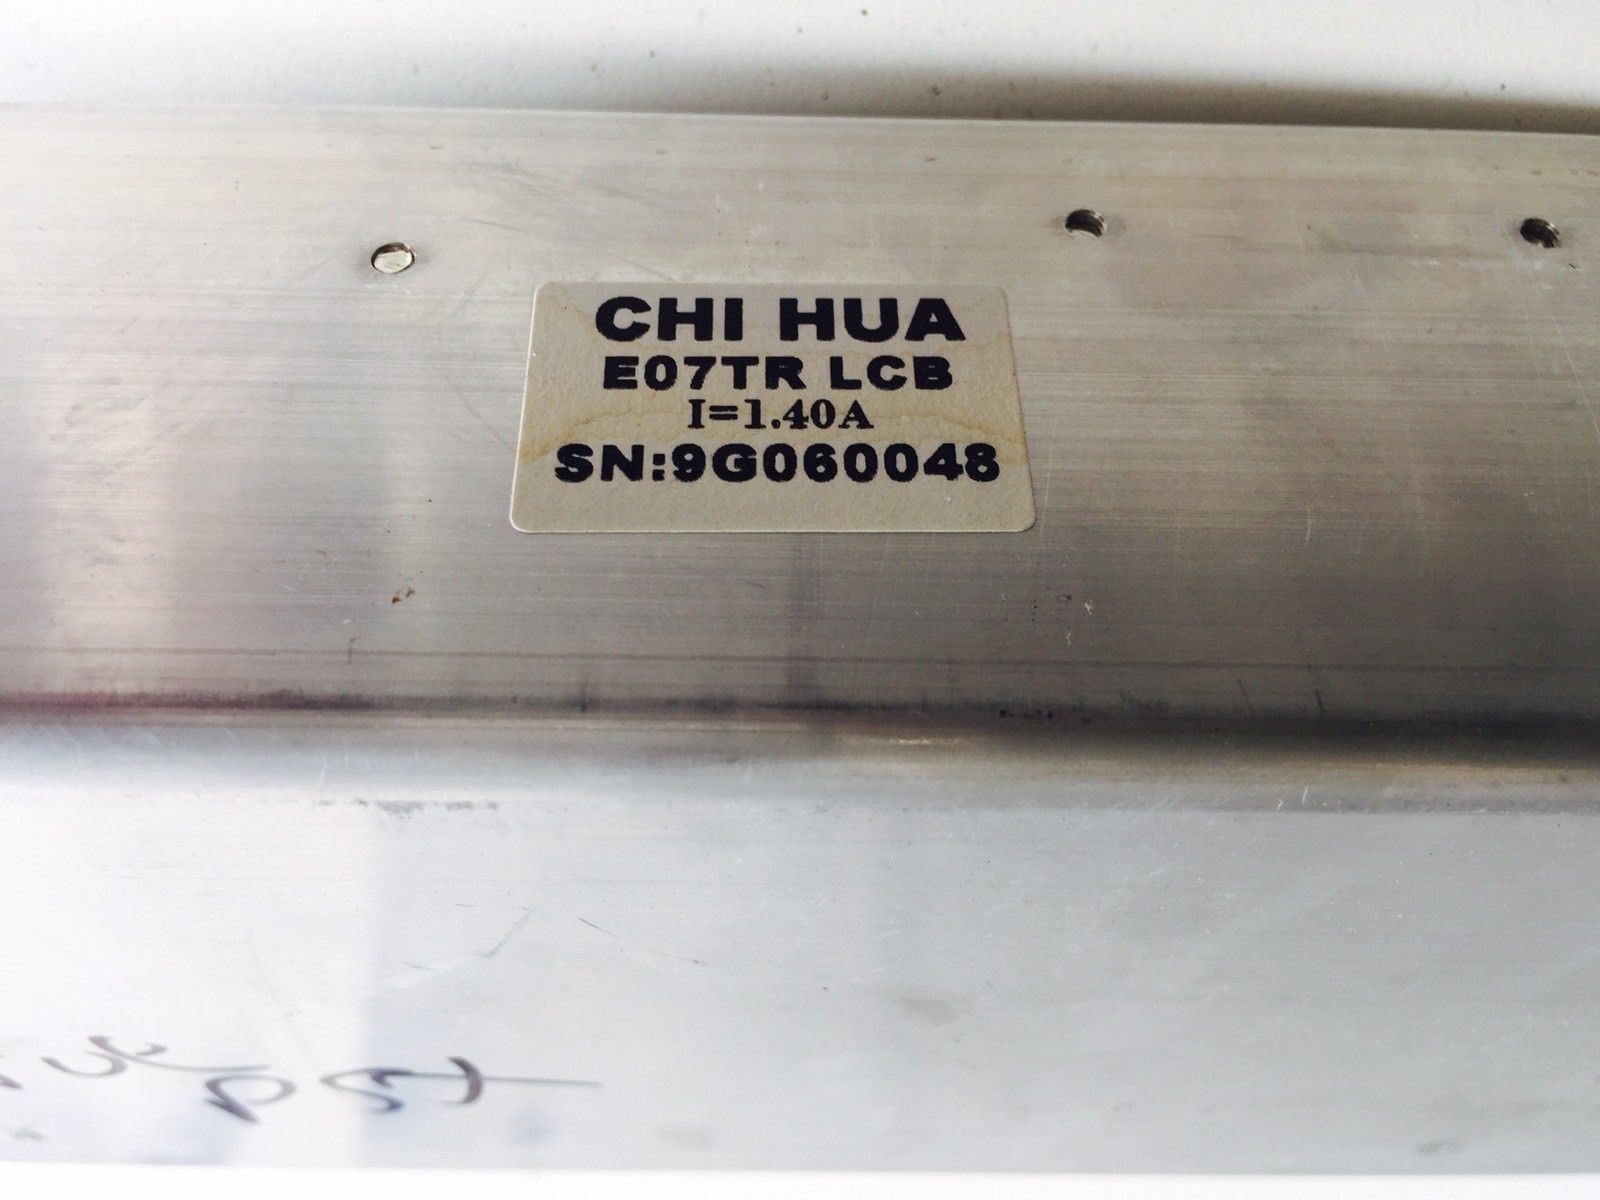 CHI HUA
E07TR LCB
I=1.40A
SN:9G060048